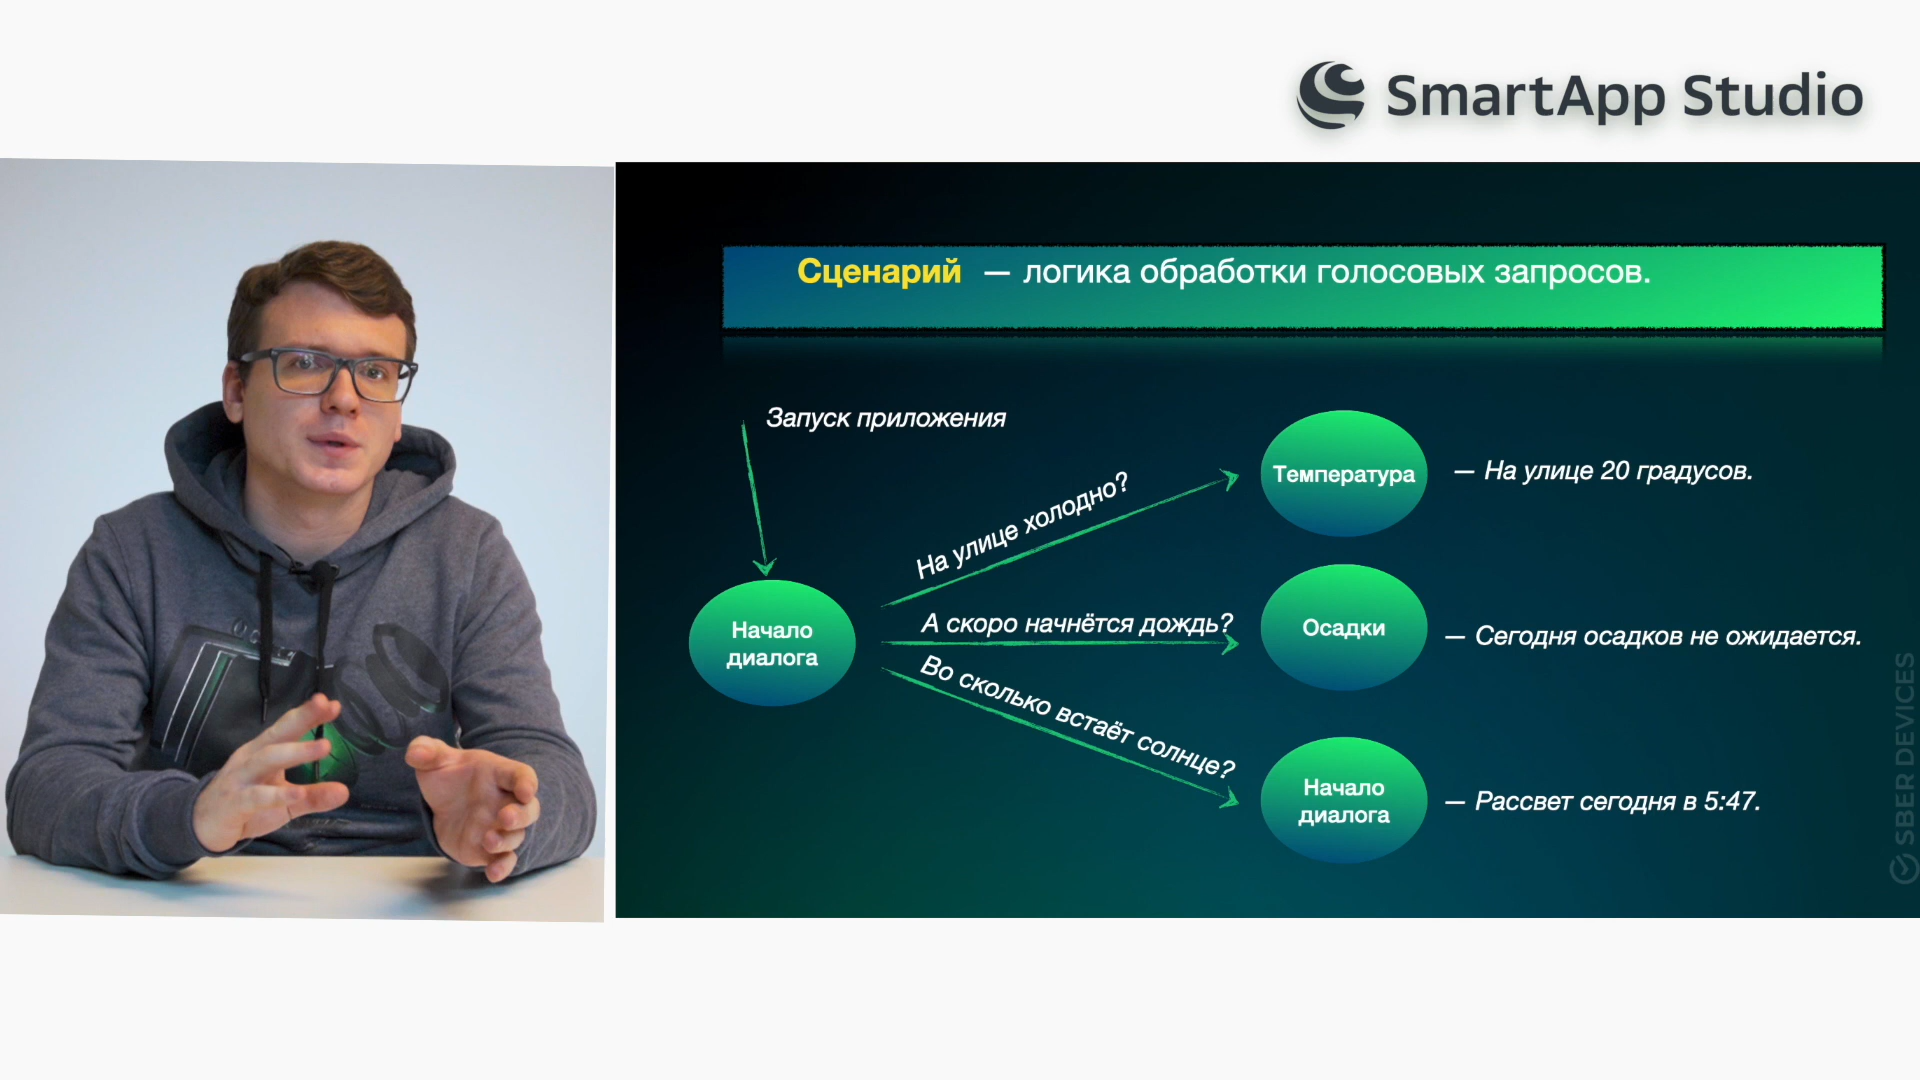 SmartApp Studio
Сценарий — логика обработки голосовых запросов.
Запуск приложения
Начало
диалога
На улице холодно?
Температура
— На улице 20 градусов.
А скоро начнётся дождь?
Осадки
— Сегодня осадков не ожидается.
Во сколько встаёт солнце?
Начало
диалога
— Рассвет сегодня в 5:47.
SBER DEVICES